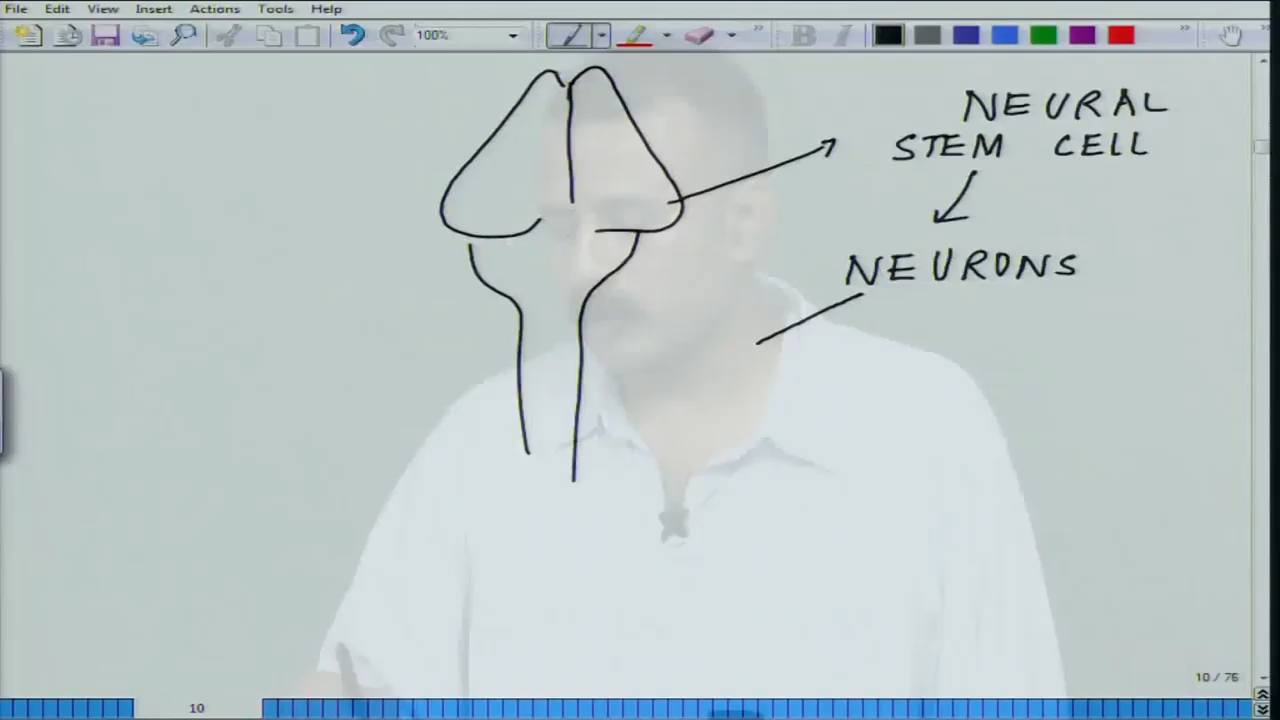 File Edit View Insert Actions Tools Help
100%
B I
NEURAL
STEM CELL
NEURONS
10 / 76
10